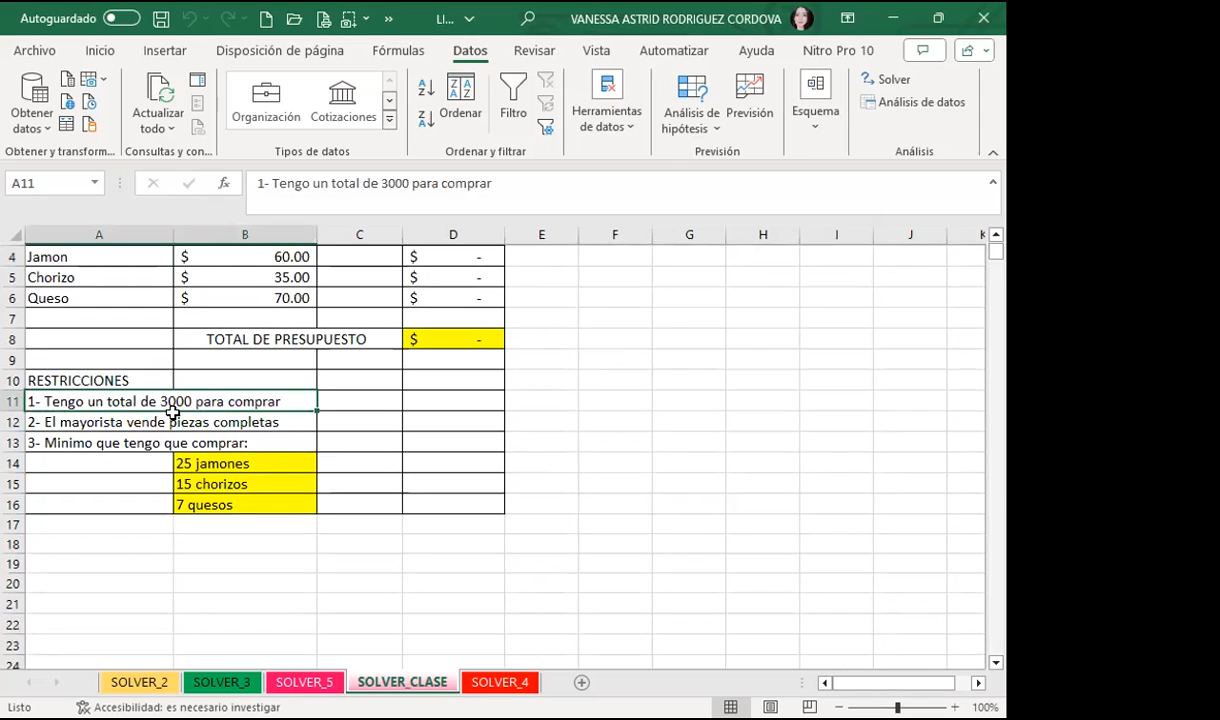 Autoguardado
LI...
VANESSA ASTRID RODRIGUEZ CORDOVA
Archivo Inicio Insertar Disposición de página Fórmulas Datos Revisar Vista Automatizar Ayuda Nitro Pro 10
Obtener datos
Actualizar todo
Organización
Cotizaciones
Ordenar
Filtro
Herramientas de datos
Análisis de hipótesis
Previsión
Esquema
Solver
Análisis de datos
Obtener y transform...
Consultas y con...
Tipos de datos
Ordenar y filtrar
Previsión
Análisis
A11
fx
1- Tengo un total de 3000 para comprar
A B C D E F G H I J K
4 Jamon $ 60.00 $ -
5 Chorizo $ 35.00 $ -
6 Queso $ 70.00 $ -
7
8 TOTAL DE PRESUPUESTO $ -
9
10 RESTRICCIONES
11 1- Tengo un total de 3000 para comprar
12 2- El mayorista vende piezas completas
13 3- Minimo que tengo que comprar:
14 25 jamones
15 15 chorizos
16 7 quesos
17
18
19
20
21
22
23
24
SOLVER_2 SOLVER_3 SOLVER_5 SOLVER_CLASE SOLVER_4
Listo
Accesibilidad: es necesario investigar
100%